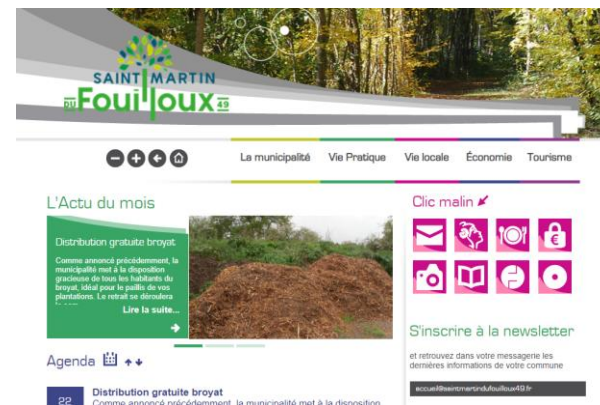 SAINT MARTIN
DU Fouilloux 49
La municipalité Vie Pratique Vie locale Économie Tourisme
L'Actu du mois
Distribution gratuite broyat
Comme annoncé précédemment, la
municipalité met à la disposition
gracieuse de tous les habitants du
broyat, idéal pour le paillis de vos
plantations. Le retrait se déroulera
Lire la suite...
Agenda
22
Distribution gratuite broyat
Comme annoncé précédemment, la municipalité met à la disposition
Clic malin
S'inscrire à la newsletter
et retrouvez dans votre messagerie les
dernières informations de votre commune
accueil@saintmartindufouilloux49.fr